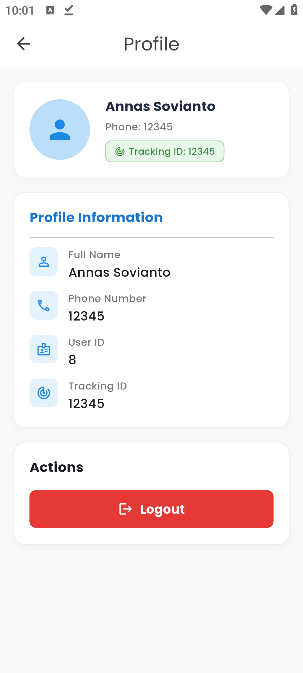 10:01
Profile
Annas Sovianto
Phone: 12345
Tracking ID: 12345
Profile Information
Full Name
Annas Sovianto
Phone Number
12345
User ID
8
Tracking ID
12345
Actions
Logout